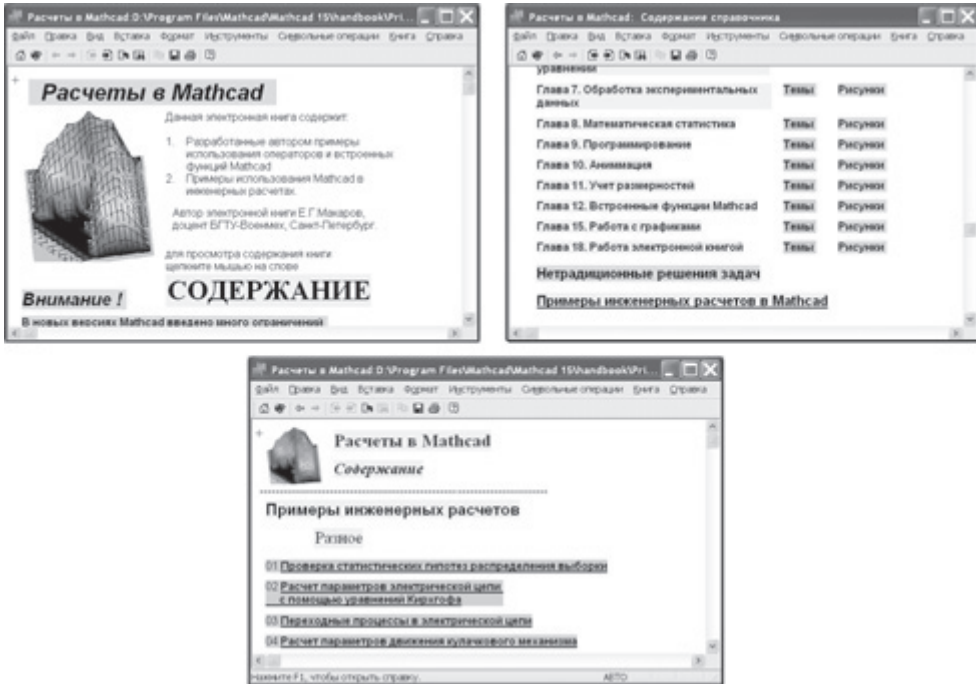 Расчеты в Mathcad D:\Program Files\Mathcad\Mathcad 15\handbook\Pri...
Файл Правка Вид Вставка Формат Инструменты Символьные операции Книга Справка
Расчеты в Mathcad
Данная электронная книга содержит:
1. Разработанные автором примеры
использования операторов и встроенных
функций Mathcad
2. Примеры использования Mathcad в
инженерных расчетах.
Автор электронной книги Е.Г.Макаров,
доцент БГТУ-Военмех, Санкт-Петербург.
для просмотра содержания книги
щелкните мышью на слове
СОДЕРЖАНИЕ
Внимание !
В новых версиях Mathcad введено много ограничений
Расчеты в Mathcad: Содержание справочника
Файл Правка Вид Вставка Формат Инструменты Символьные операции Книга Справка
уравнений
Глава 7. Обработка экспериментальных данных Темы Рисунки
Глава 8. Математическая статистика Темы Рисунки
Глава 9. Программирование Темы Рисунки
Глава 10. Анимация Темы Рисунки
Глава 11. Учет размерностей Темы Рисунки
Глава 12. Встроенные функции Mathcad Темы Рисунки
Глава 15. Работа с графиками Темы Рисунки
Глава 18. Работа электронной книгой Темы Рисунки
Нетрадиционные решения задач
Примеры инженерных расчетов в Mathcad
Расчеты в Mathcad D:\Program Files\Mathcad\Mathcad 15\handbook\Pri...
Файл Правка Вид Вставка Формат Инструменты Символьные операции Книга Справка
Расчеты в Mathcad
Содержание
Примеры инженерных расчетов
Разное
01 Проверка статистических гипотез распределения выборки
02 Расчет параметров электрической цепи
с помощью уравнений Кирхгофа
03 Переходные процессы в электрической цепи
04 Расчет параметров движения кулачкового механизма
Нажмите F1, чтобы открыть справку. АВТО